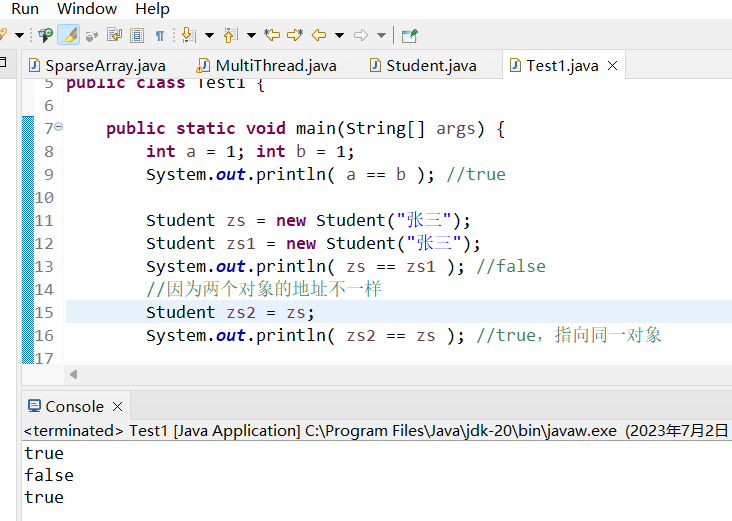 Run Window Help
SparseArray.java MultiThread.java Student.java Test1.java
5 public class Test1 {
6
7 public static void main(String[] args) {
8 int a = 1; int b = 1;
9 System.out.println( a == b ); //true
10
11 Student zs = new Student("张三");
12 Student zs1 = new Student("张三");
13 System.out.println( zs == zs1 ); //false
14 //因为两个对象的地址不一样
15 Student zs2 = zs;
16 System.out.println( zs2 == zs ); //true，指向同一对象
17
Console
<terminated> Test1 [Java Application] C:\Program Files\Java\jdk-20\bin\javaw.exe (2023年7月2日
true
false
true